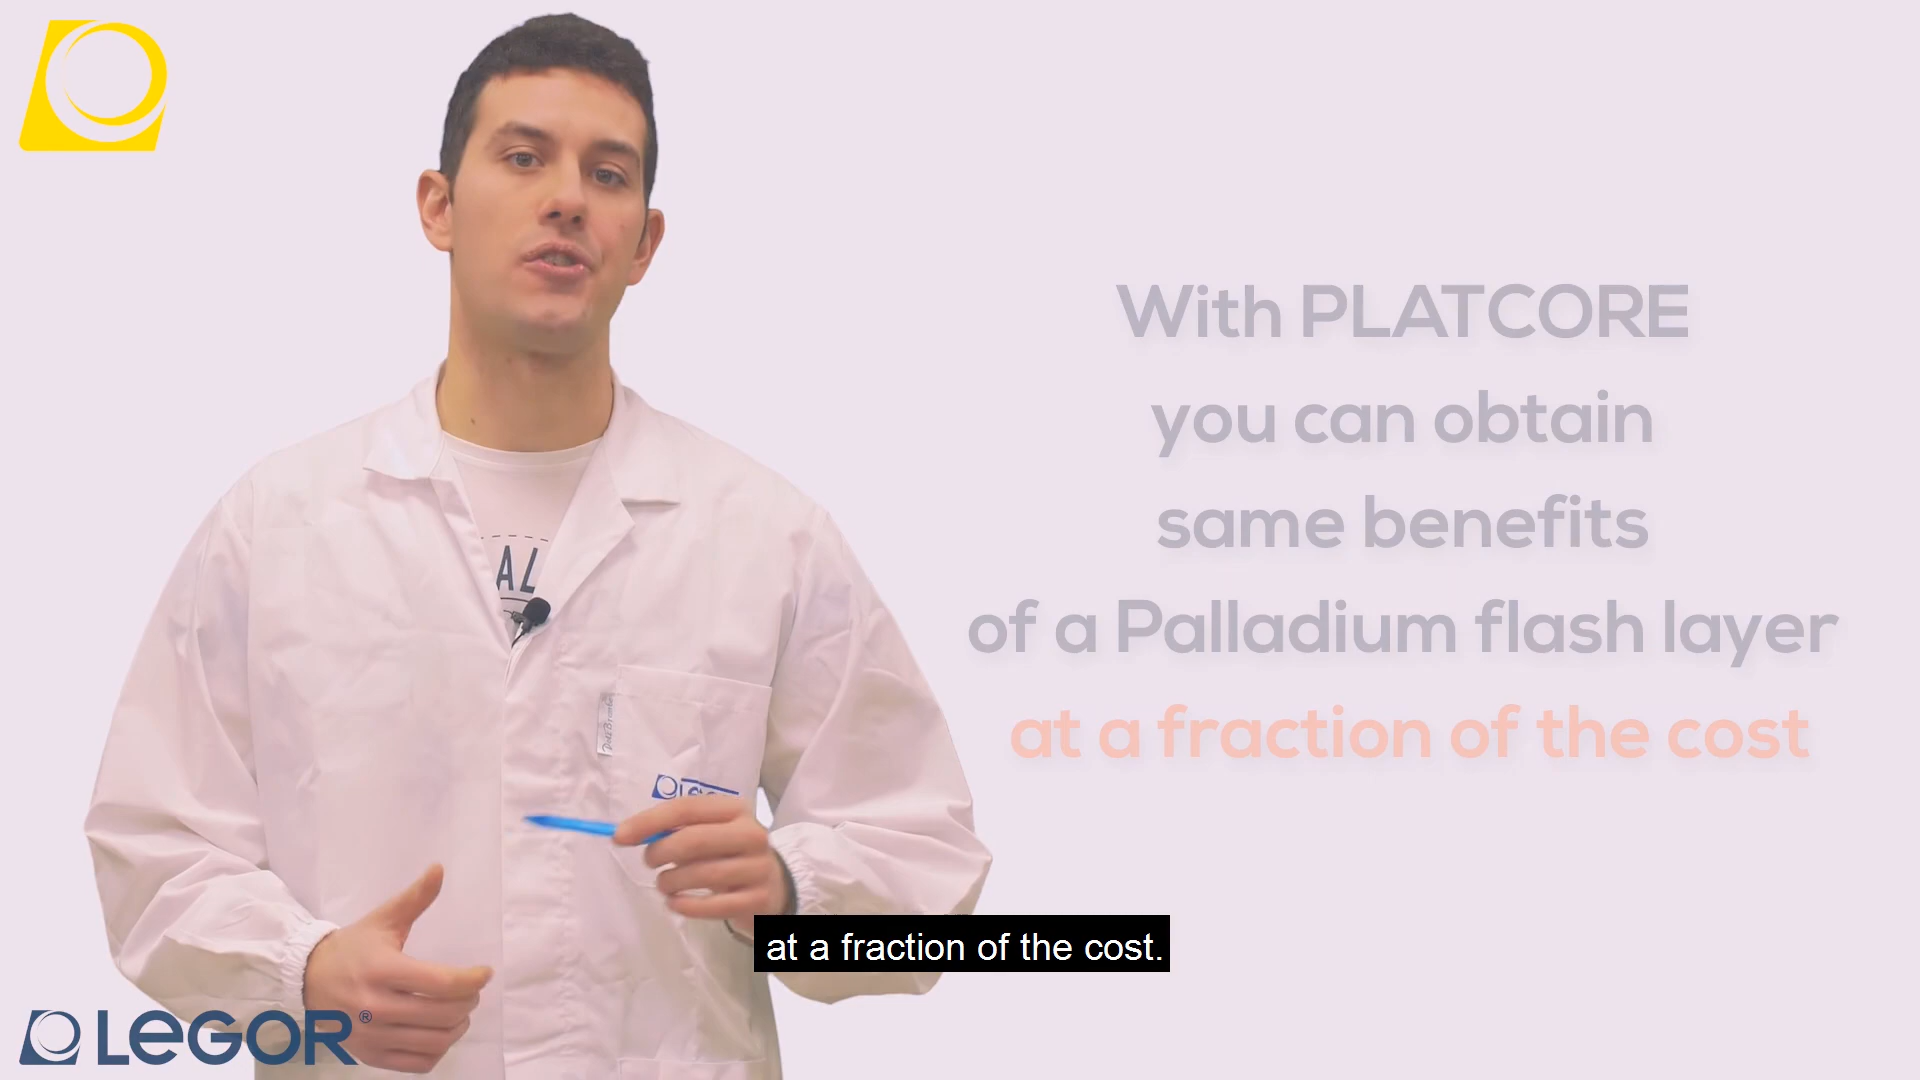 With PLATCORE
you can obtain
same benefits
of a Palladium flash layer
at a fraction of the cost
AL
at a fraction of the cost.
LEGOR®